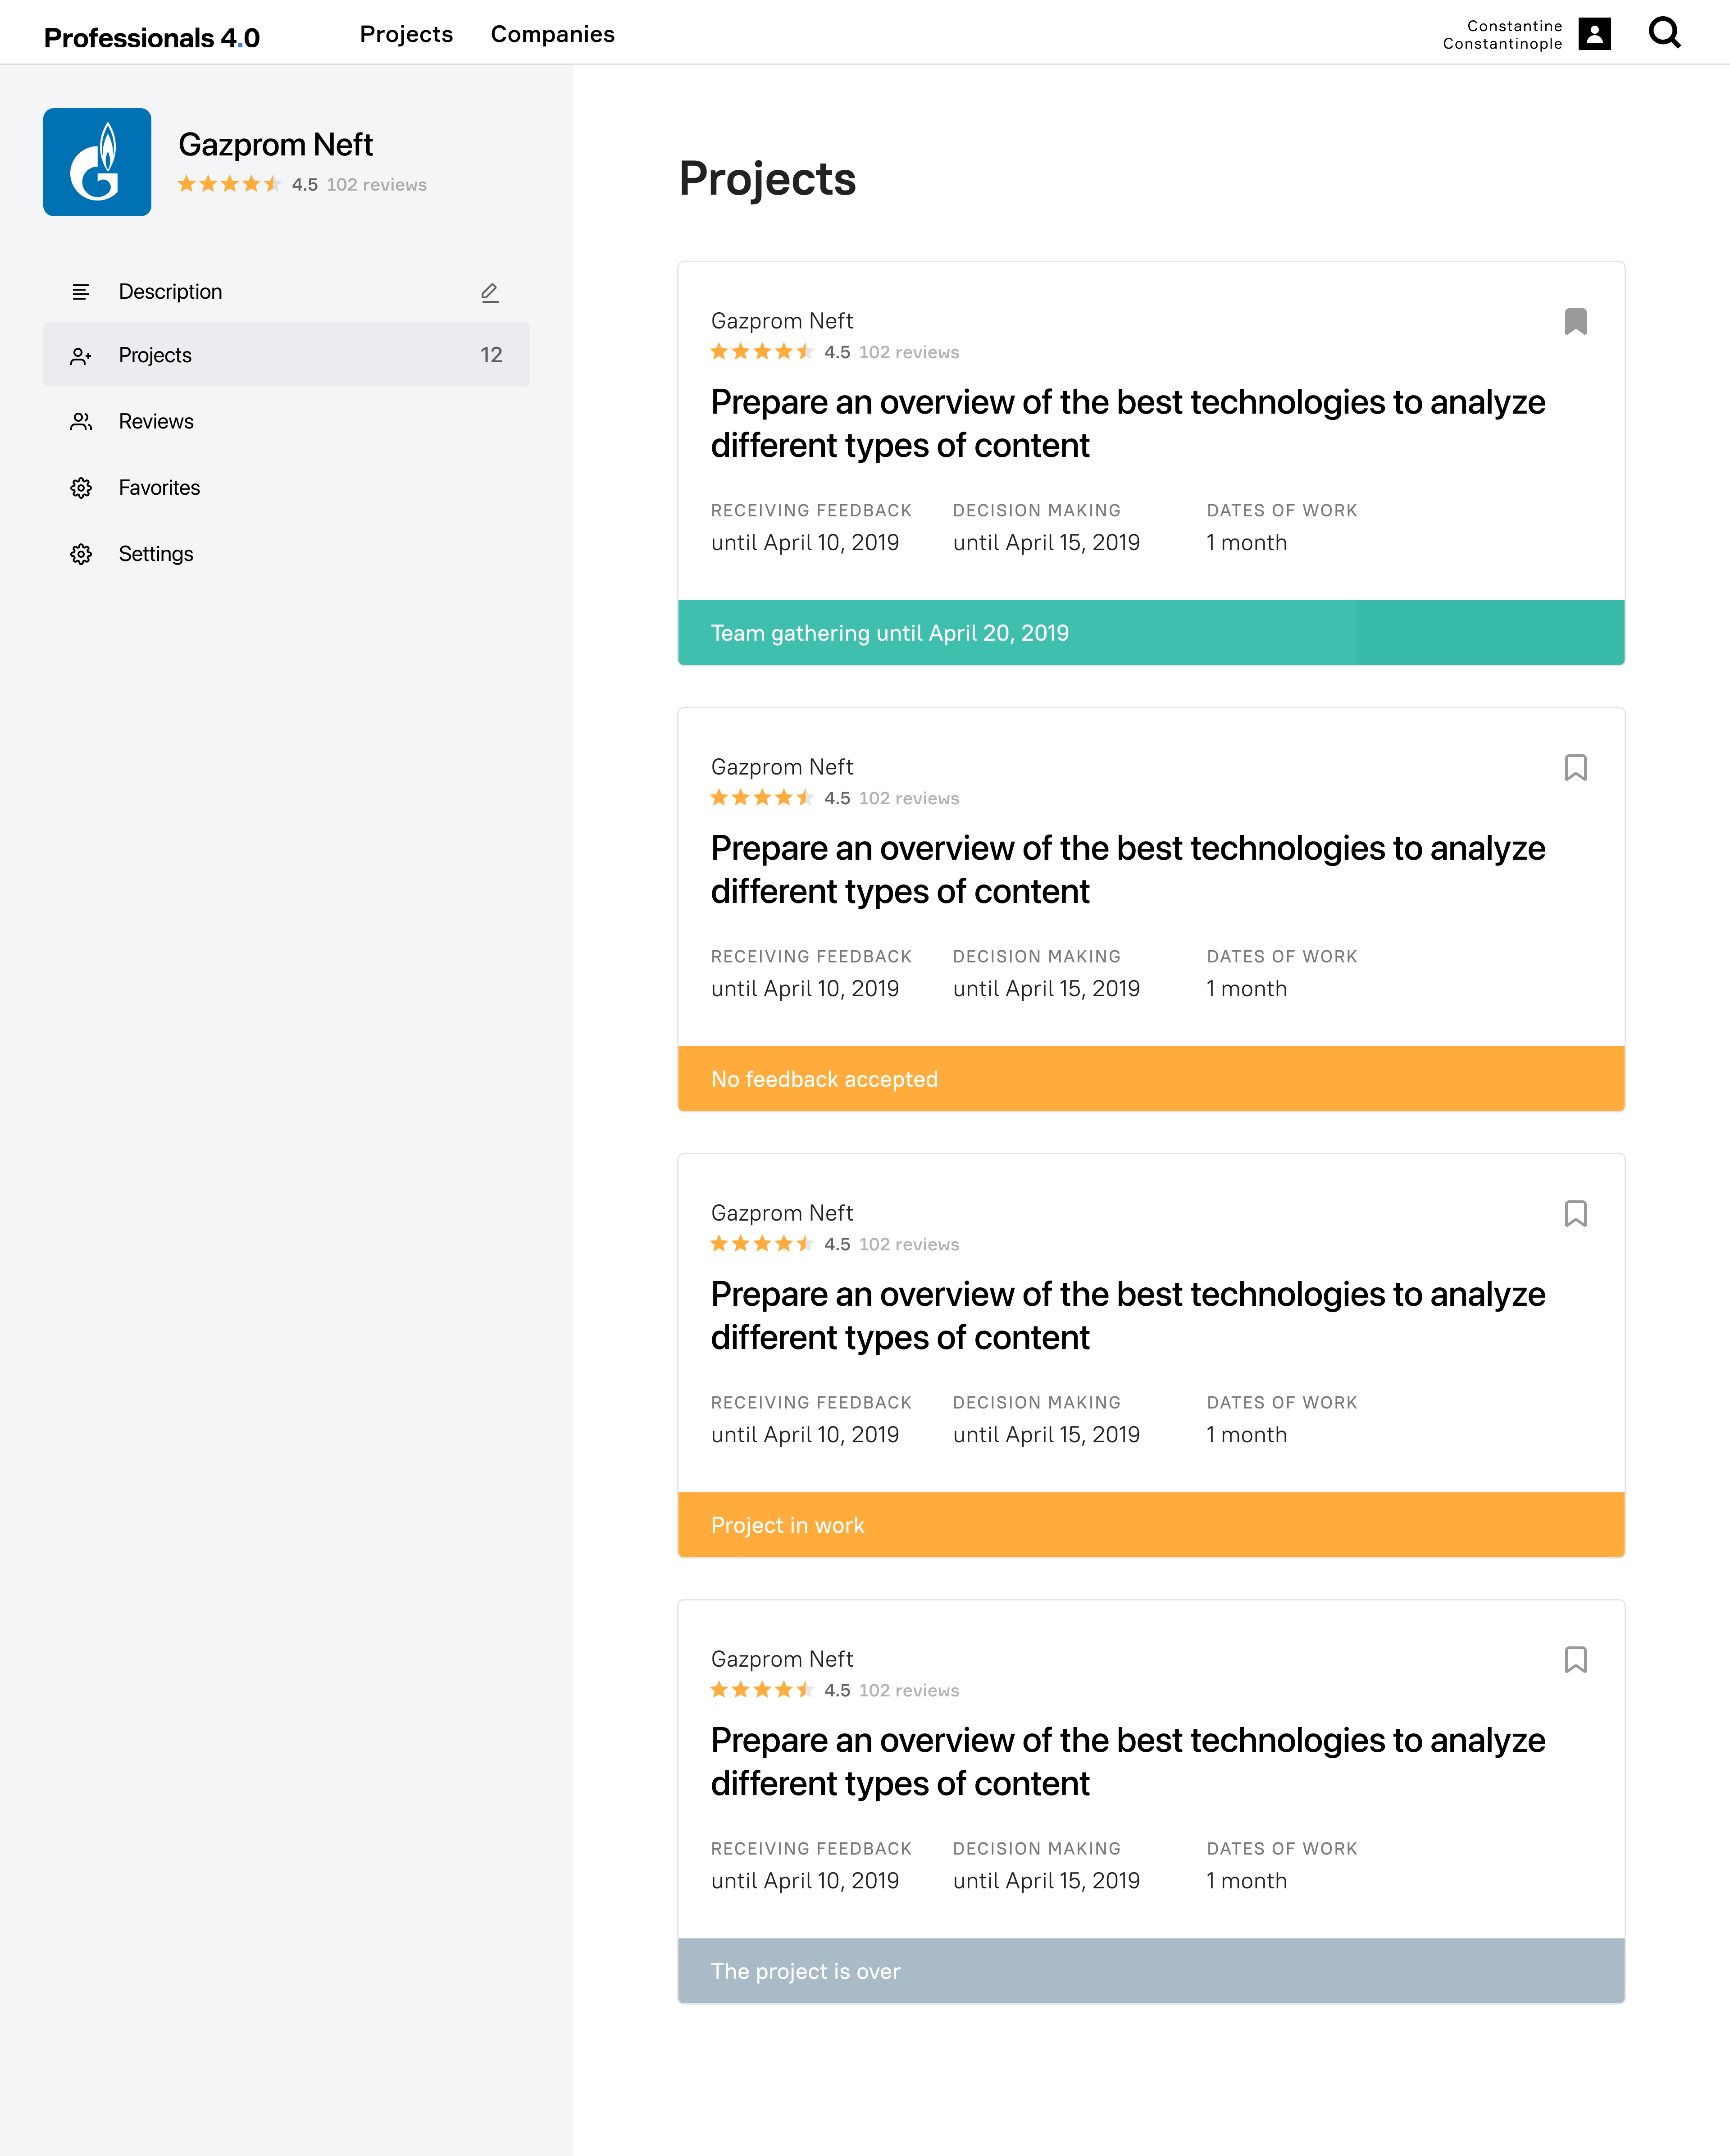 Professionals 4.0
Projects
Companies
Constantine
Constantinople
Gazprom Neft
4.5 102 reviews
Description
Projects 12
Reviews
Favorites
Settings
Projects
Gazprom Neft
4.5 102 reviews
Prepare an overview of the best technologies to analyze
different types of content
RECEIVING FEEDBACK DECISION MAKING DATES OF WORK
until April 10, 2019 until April 15, 2019 1 month
Team gathering until April 20, 2019
Gazprom Neft
4.5 102 reviews
Prepare an overview of the best technologies to analyze
different types of content
RECEIVING FEEDBACK DECISION MAKING DATES OF WORK
until April 10, 2019 until April 15, 2019 1 month
No feedback accepted
Gazprom Neft
4.5 102 reviews
Prepare an overview of the best technologies to analyze
different types of content
RECEIVING FEEDBACK DECISION MAKING DATES OF WORK
until April 10, 2019 until April 15, 2019 1 month
Project in work
Gazprom Neft
4.5 102 reviews
Prepare an overview of the best technologies to analyze
different types of content
RECEIVING FEEDBACK DECISION MAKING DATES OF WORK
until April 10, 2019 until April 15, 2019 1 month
The project is over